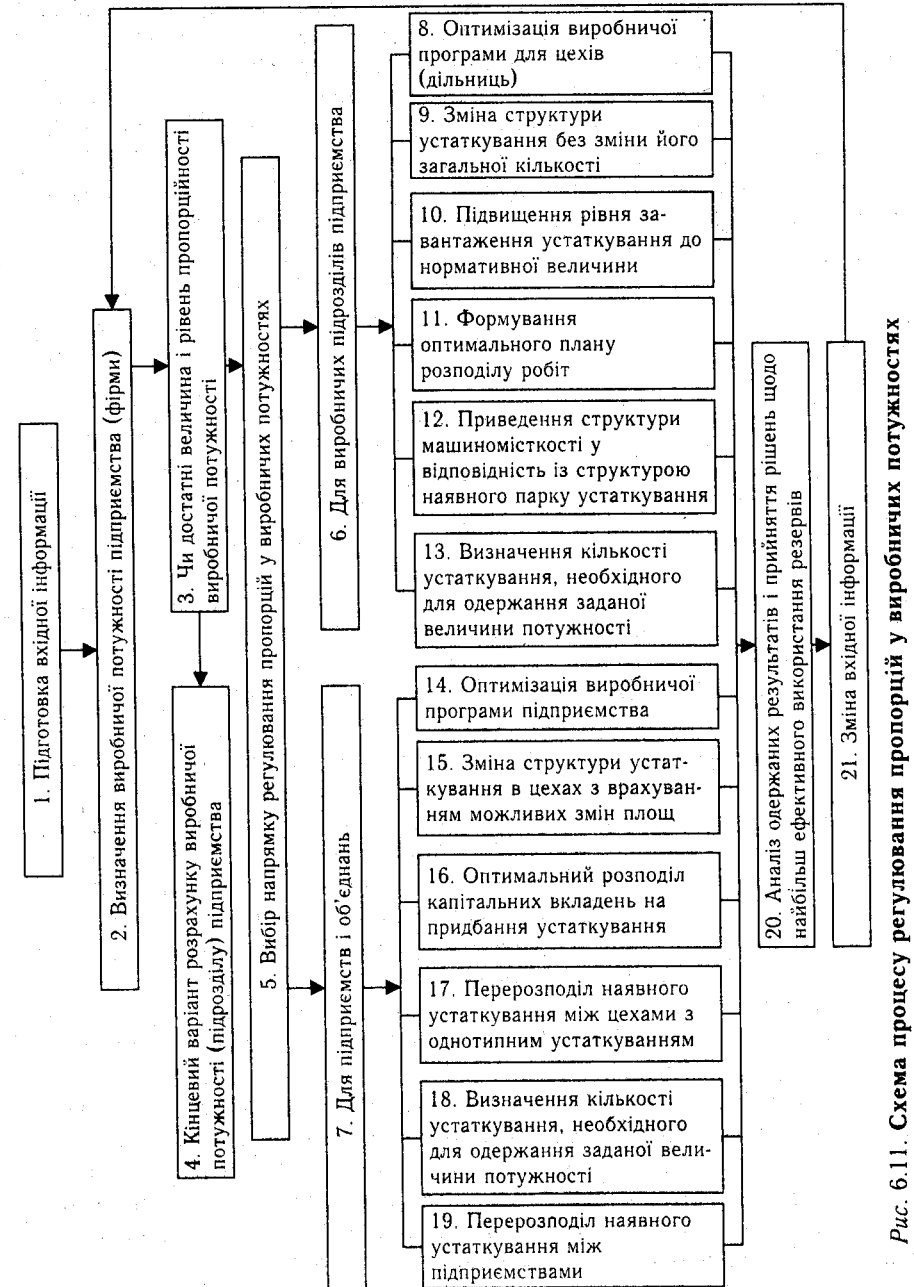 1. Підготовка вхідної інформації
2. Визначення виробничої потужності підприємства (фірми)
3. Чи достатні величина і рівень пропорційності
виробничої потужності
4. Кінцевий варіант розрахунку виробничої
потужності (підрозділу) підприємства
5. Вибір напрямку регулювання пропорцій у виробничих потужностях
6. Для виробничих підрозділів підприємства
7. Для підприємств і об'єднань
8. Оптимізація виробничої
програми для цехів
(дільниць)
9. Зміна структури
устаткування без зміни його
загальної кількості
10. Підвищення рівня за-
вантаження устаткування до
нормативної величини
11. Формування
оптимального плану
розподілу робіт
12. Приведення структури
машиномісткості у
відповідність із структурою
наявного парку устаткування
13. Визначення кількості
устаткування, необхідного
для одержання заданої
величини потужності
14. Оптимізація виробничої
програми підприємства
15. Зміна структури устат-
кування в цехах з врахуван-
ням можливих змін площ
16. Оптимальний розподіл
капітальних вкладень на
придбання устаткування
17. Перерозподіл наявного
устаткування між цехами з
однотипним устаткуванням
18. Визначення кількості
устаткування, необхідного
для одержання заданої вели-
чини потужності
19. Перерозподіл наявного
устаткування між
підприємствами
20. Аналіз одержаних результатів і прийняття рішень щодо
найбільш ефективного використання резервів
21. Зміна вхідної інформації
Рис. 6.11. Схема процесу регулювання пропорцій у виробничих потужностях